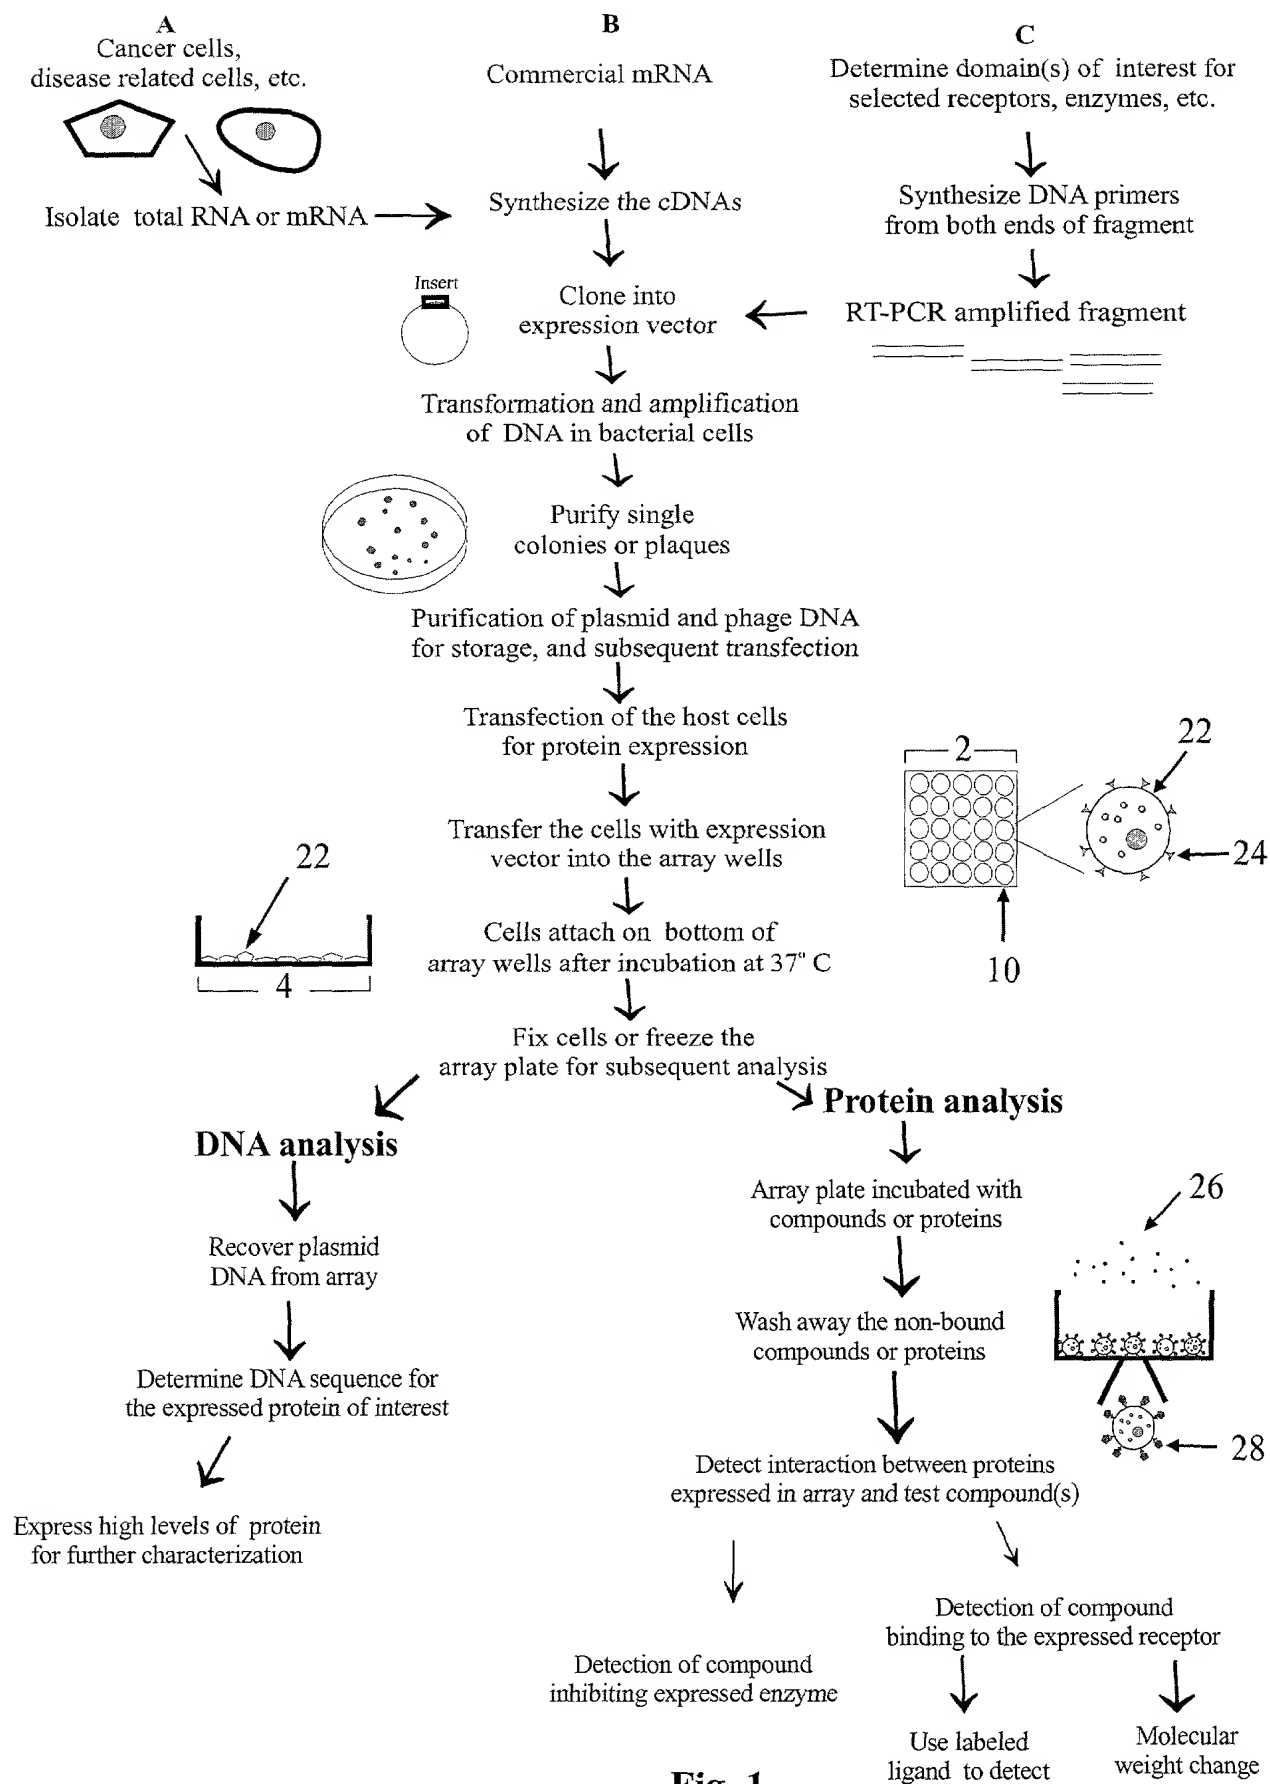 A
Cancer cells,
disease related cells, etc.
Isolate total RNA or mRNA
B
Commercial mRNA
Synthesize the cDNAs
C
Determine domain(s) of interest for
selected receptors, enzymes, etc.
Synthesize DNA primers
from both ends of fragment
RT-PCR amplified fragment
Insert
Clone into
expression vector
Transformation and amplification
of DNA in bacterial cells
Purify single
colonies or plaques
Purification of plasmid and phage DNA
for storage, and subsequent transfection
Transfection of the host cells
for protein expression
2
22
24
10
Transfer the cells with expression
vector into the array wells
22
4
Cells attach on bottom of
array wells after incubation at 37° C
Fix cells or freeze the
array plate for subsequent analysis
DNA analysis
Recover plasmid
DNA from array
Determine DNA sequence for
the expressed protein of interest
Express high levels of protein
for further characterization
Protein analysis
Array plate incubated with
compounds or proteins
26
Wash away the non-bound
compounds or proteins
28
Detect interaction between proteins
expressed in array and test compound(s)
Detection of compound
inhibiting expressed enzyme
Detection of compound
binding to the expressed receptor
Use labeled
ligand to detect
Molecular
weight change
Fig. 1